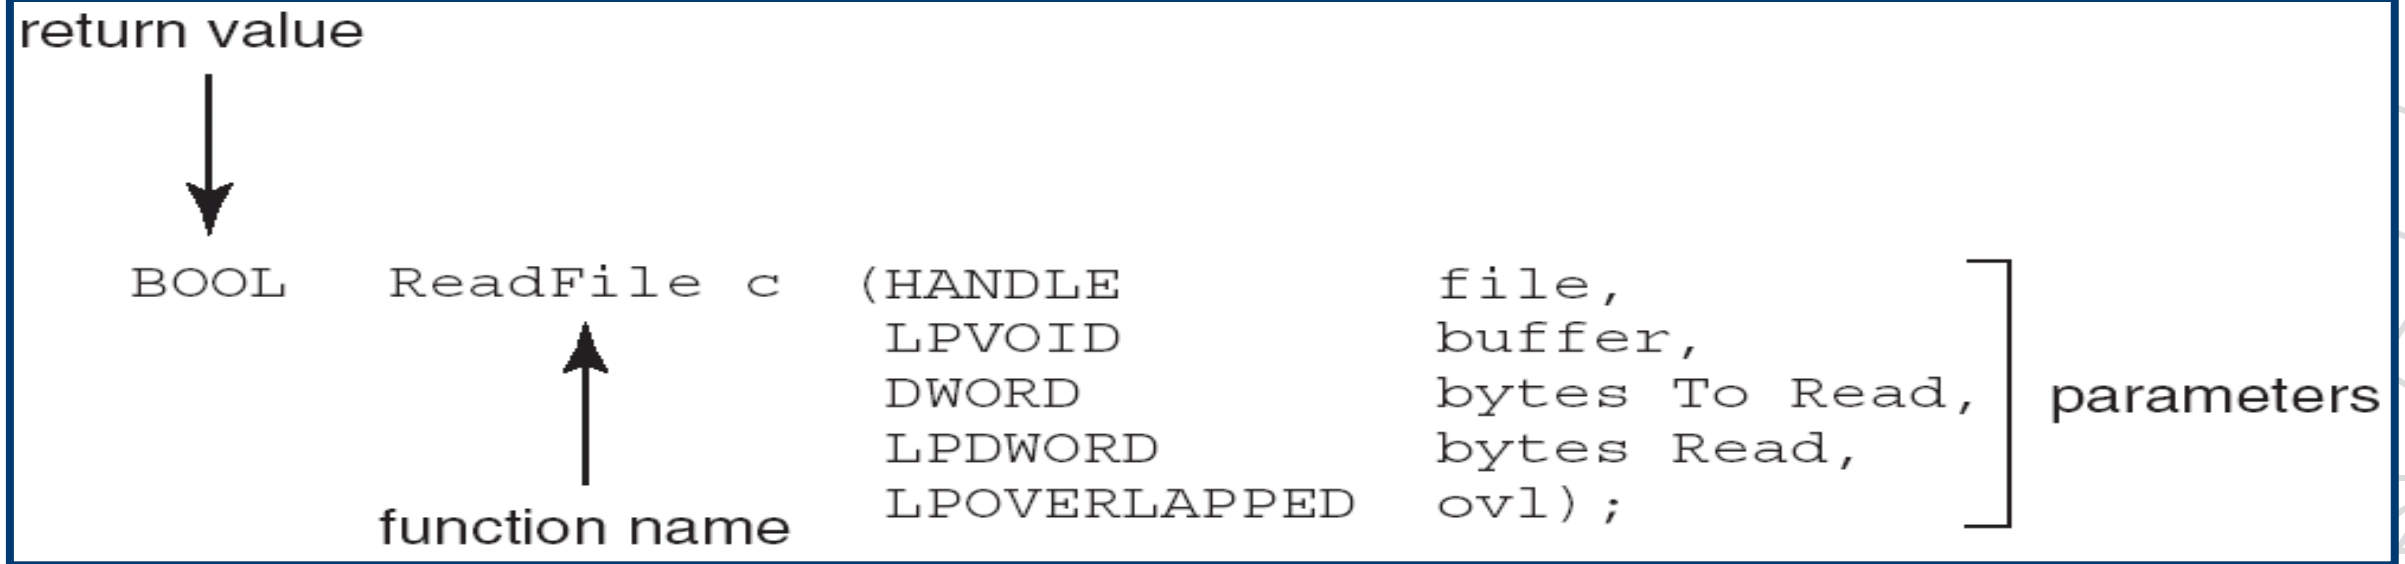 return value
BOOL ReadFile c (HANDLE file,
LPVOID buffer,
DWORD bytes To Read,
LPDWORD bytes Read,
LPOVERLAPPED ovl);
parameters
function name